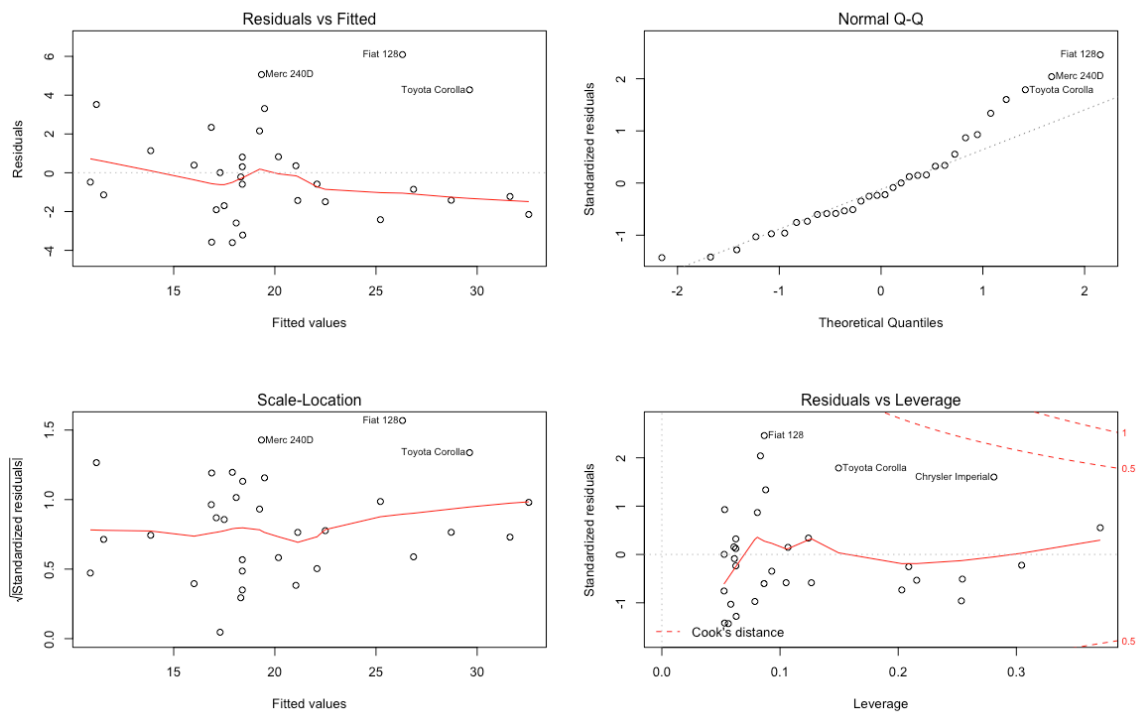 Residuals vs Fitted
Residuals
6
4
2
0
-2
-4
Fiat 128
Merc 240D
Toyota Corolla
15
20
25
30
Fitted values
Normal Q-Q
Standardized residuals
2
1
0
-1
Fiat 128
Merc 240D
Toyota Corolla
-2
-1
0
1
2
Theoretical Quantiles
Scale-Location
√|Standardized residuals|
1.5
1.0
0.5
0.0
Fiat 128
Merc 240D
Toyota Corolla
15
20
25
30
Fitted values
Residuals vs Leverage
Standardized residuals
2
1
0
-1
Fiat 128
Toyota Corolla
Chrysler Imperial
1
0.5
0.5
Cook's distance
0.0
0.1
0.2
0.3
Leverage